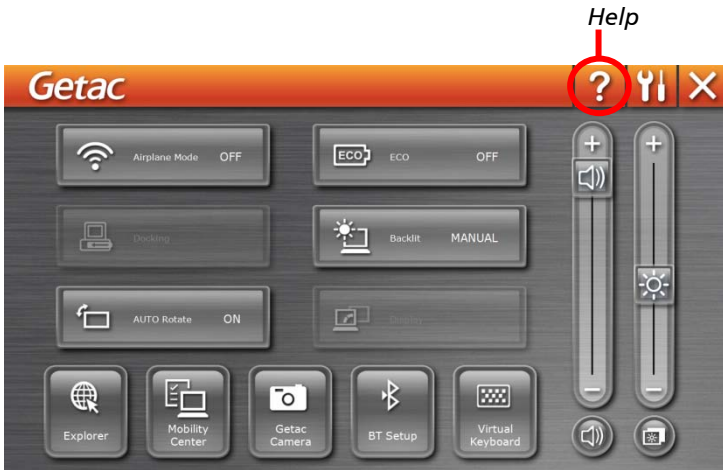 Help
Getac
?
Airplane Mode OFF
ECO ECO OFF
Docking
Backlit MANUAL
AUTO Rotate ON
Display
Explorer
Mobility
Center
Getac
Camera
BT Setup
Virtual
Keyboard